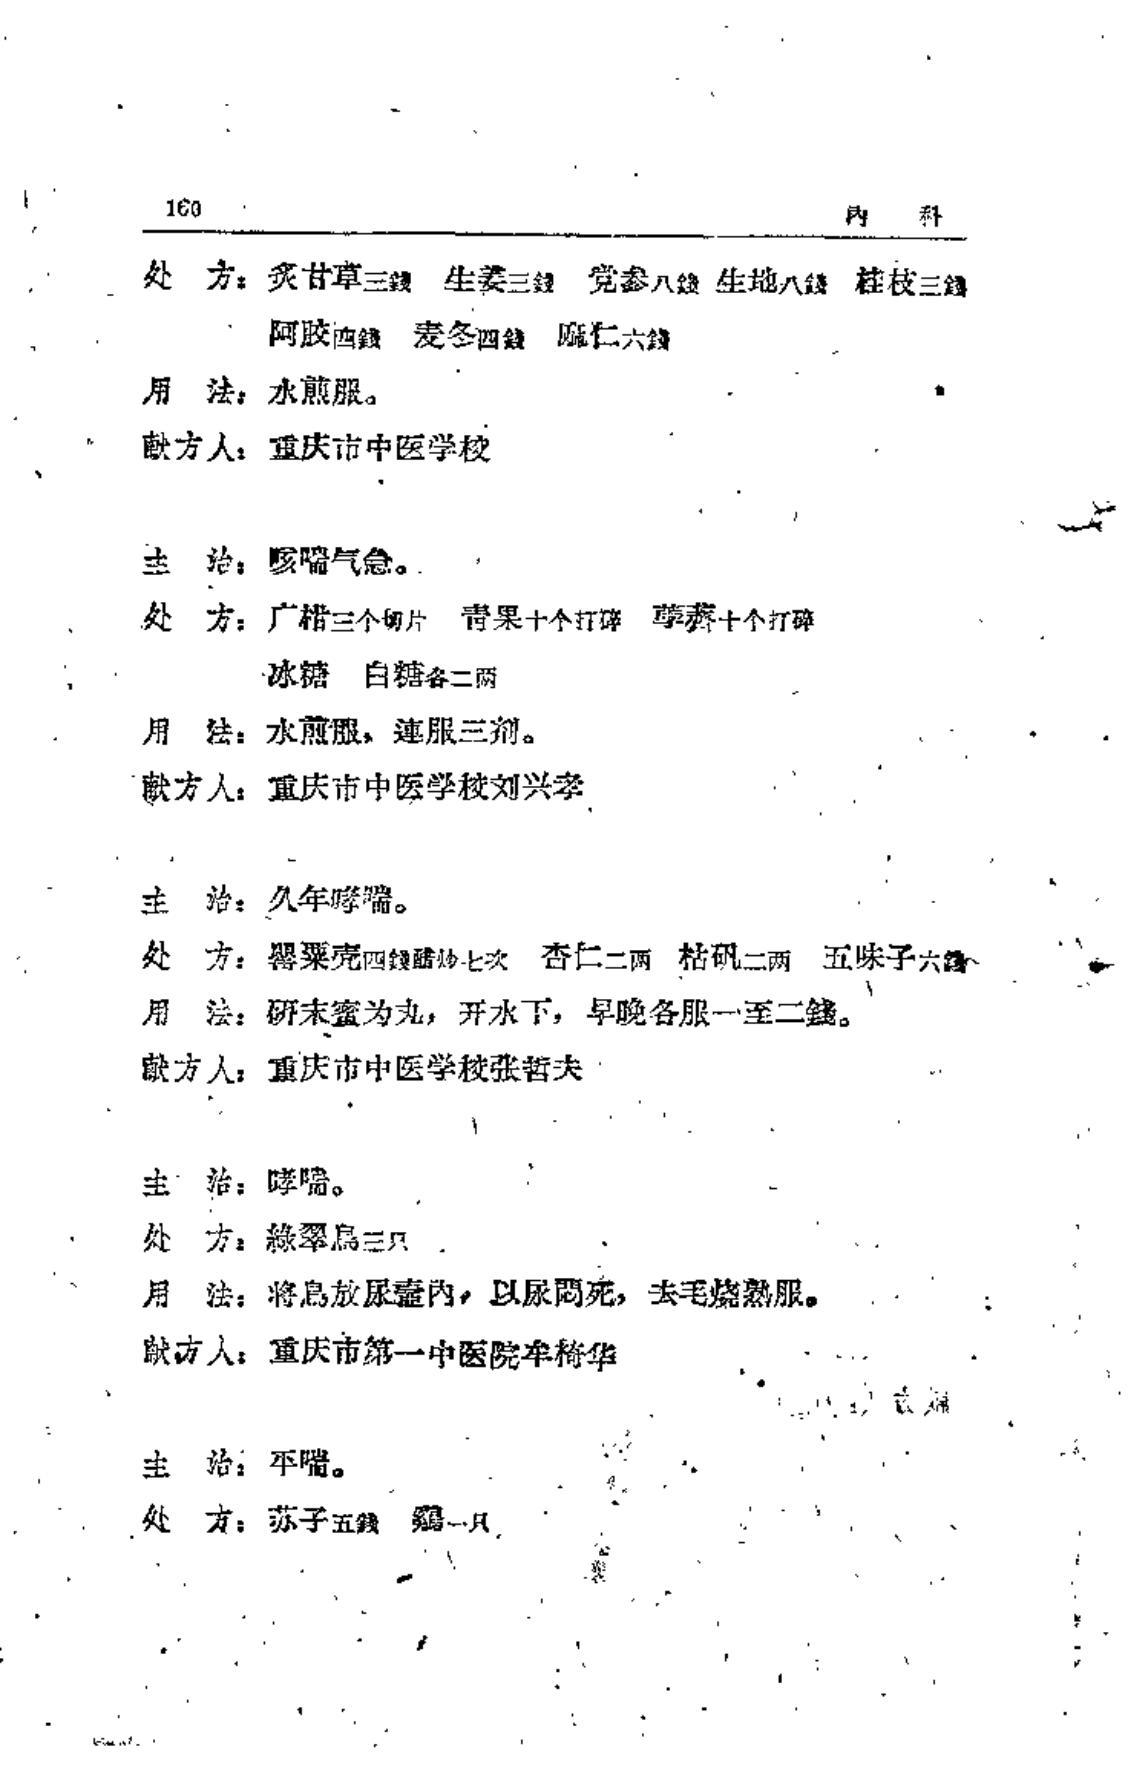 160
内 科
处 方：炙甘草三錢 生姜三錢 党参八錢 生地八錢 桂枝三錢
阿胶四錢 麦冬四錢 麻仁六錢
用 法：水煎服。
献方人：重庆市中医学校
主 治：咳喘气急。
处 方：广柑三个切片 青果十个打碎 荸薺十个打碎
冰糖 白糖各二两
用 法：水煎服，連服三剂。
献方人：重庆市中医学校刘兴孝
主 治：久年哮喘。
处 方：罂粟壳四錢醋炒七次 杏仁二两 枯矾二两 五味子六錢
用 法：研末蜜为丸，开水下，早晚各服一至二錢。
献方人：重庆市中医学校张哲夫
主 治：哮喘。
处 方：綠翠鳥三只
用 法：将鳥放尿壼内，以尿悶死，去毛烧熟服。
献方人：重庆市第一中医院牟椅华
主 治：平喘。
处 方：苏子五錢 鷄一只